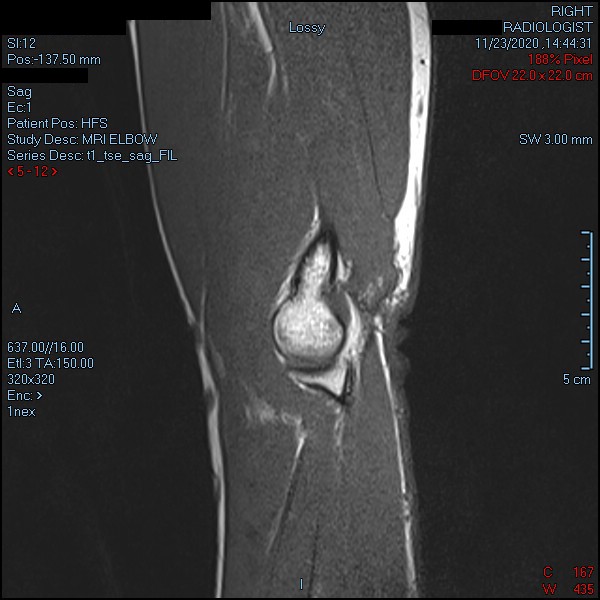 Lossy
RIGHT
RADIOLOGIST
11/23/2020 ,14:44:31
188% Pixel
DFOV 22.0 x 22.0 cm
SI:12
Pos:-137.50 mm
Sag
Ec:1
Patient Pos: HFS
Study Desc: MRI ELBOW
Series Desc: t1_tse_sag_FIL
< 5 - 12 >
SW 3.00 mm
A
637.00//16.00
Etl:3 TA:150.00
320x320
Enc: >
1nex
5 cm
I
C 167
W 435